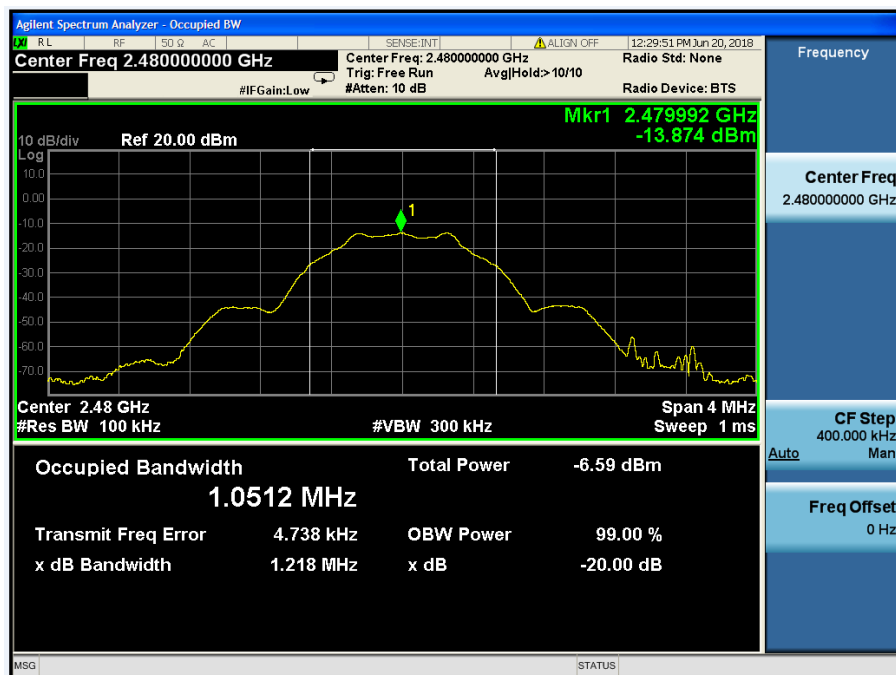 Agilent Spectrum Analyzer - Occupied BW
LXI RL RF 50 Ω AC SENSE:INT ALIGN OFF 12:29:51 PM Jun 20, 2018
Center Freq 2.480000000 GHz
Center Freq: 2.480000000 GHz Radio Std: None
Trig: Free Run Avg|Hold:>10/10
#IFGain:Low #Atten: 10 dB Radio Device: BTS
Mkr1 2.479992 GHz
-13.874 dBm
10 dB/div Ref 20.00 dBm
Log
10.0
0.00
-10.0
-20.0
-30.0
-40.0
-50.0
-60.0
-70.0
1
Center 2.48 GHz Span 4 MHz
#Res BW 100 kHz #VBW 300 kHz Sweep 1 ms
Occupied Bandwidth Total Power -6.59 dBm
1.0512 MHz
Transmit Freq Error 4.738 kHz OBW Power 99.00 %
x dB Bandwidth 1.218 MHz x dB -20.00 dB
MSG STATUS
Frequency
Center Freq
2.480000000 GHz
CF Step
400.000 kHz
Auto Man
Freq Offset
0 Hz